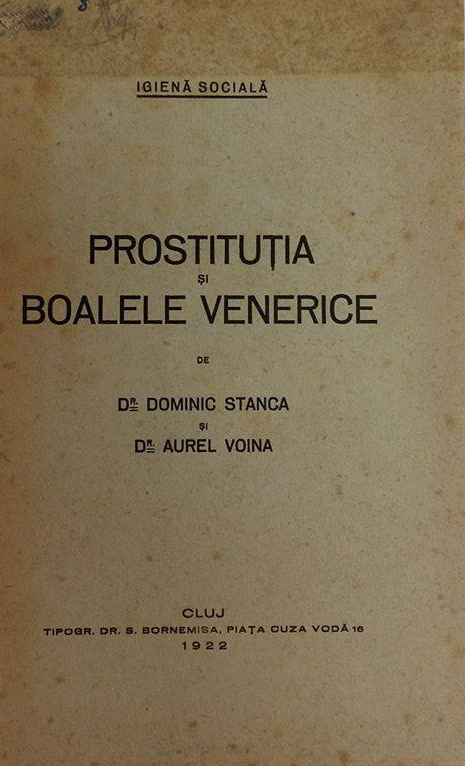 IGIENĂ SOCIALĂ
PROSTITUȚIA
ȘI
BOALELE VENERICE
DE
DR. DOMINIC STANCA
ȘI
DR. AUREL VOINA
CLUJ
TIPOGR. DR. S. BORNEMISA, PIAȚA CUZA VODĂ 16
1922